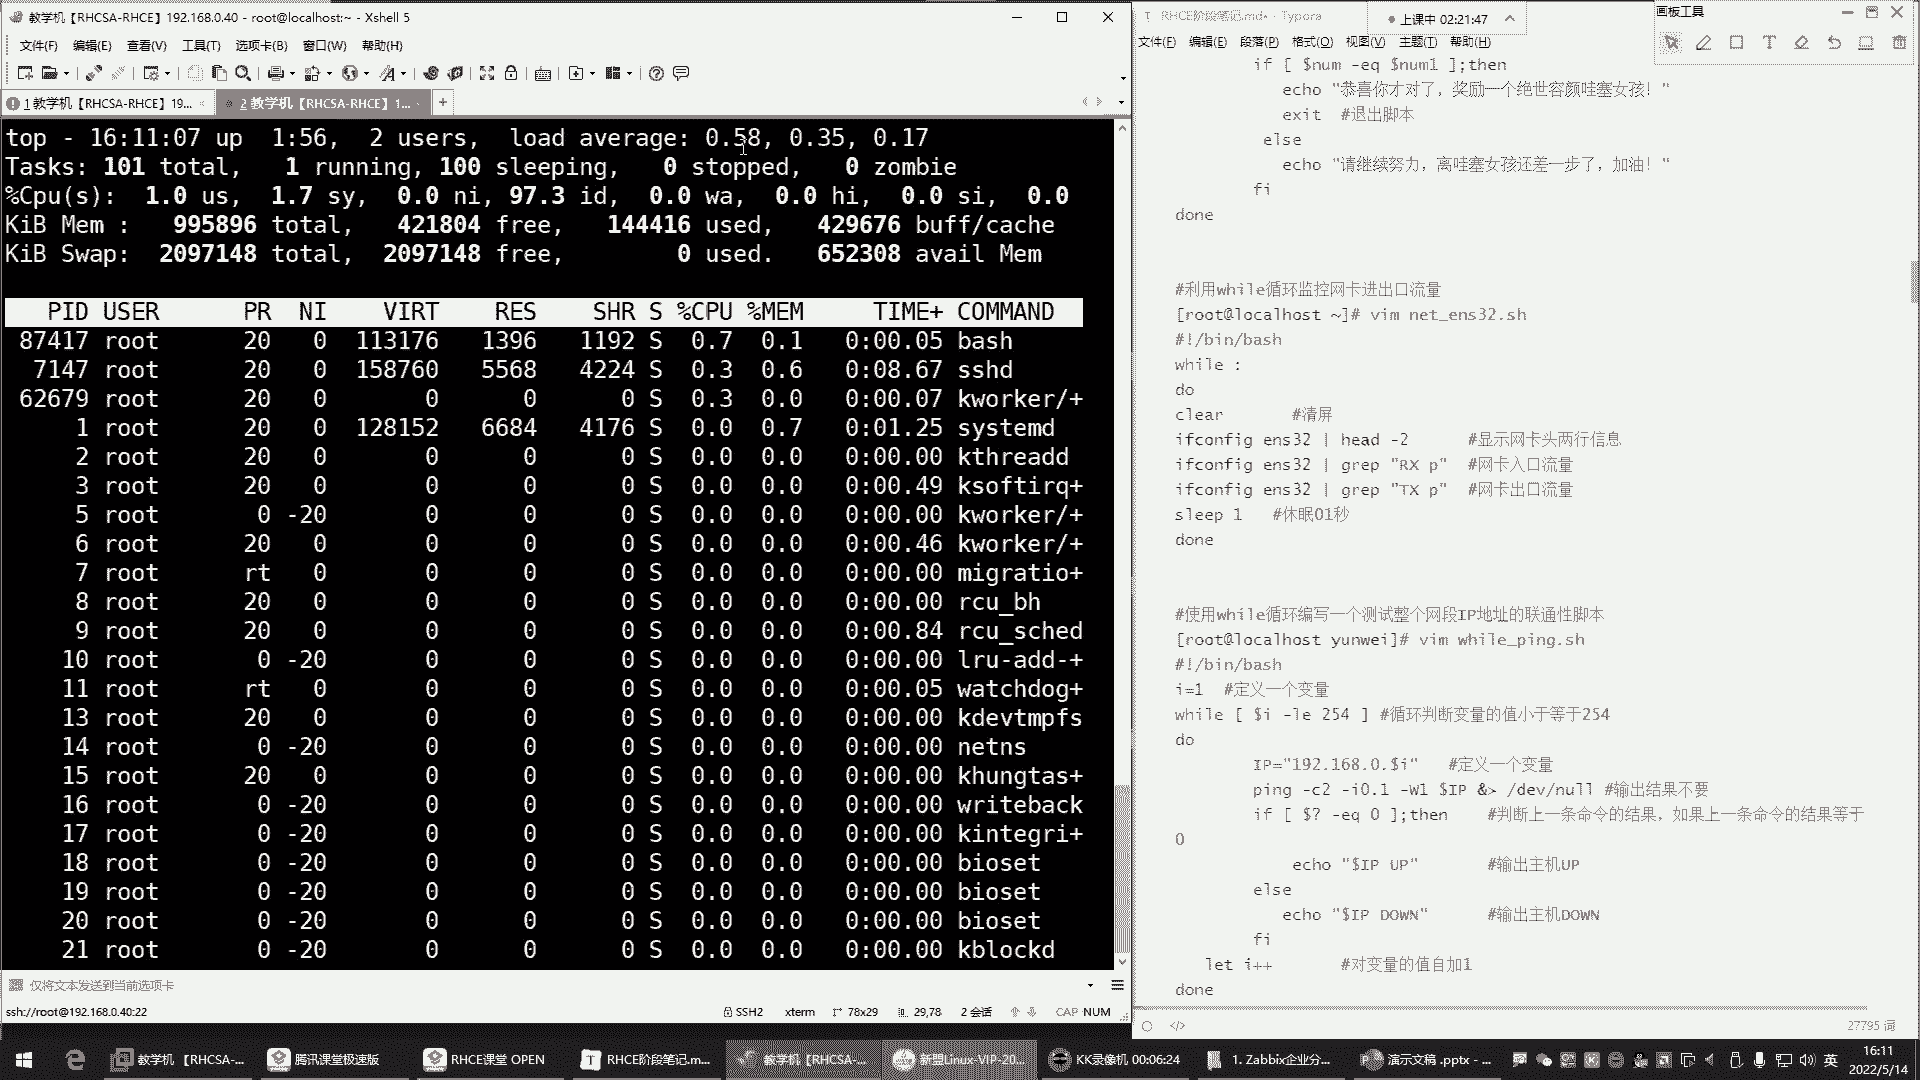 教学机【RHCSA-RHCE】192.168.0.40 - root@localhost:~ - Xshell 5
文件(F) 编辑(E) 查看(V) 工具(T) 选项卡(B) 窗口(W) 帮助(H)
1 教学机【RHCSA-RHCE】19...
2 教学机【RHCSA-RHCE】1...
top - 16:11:07 up  1:56,  2 users,  load average: 0.58, 0.35, 0.17
Tasks: 101 total,   1 running, 100 sleeping,   0 stopped,   0 zombie
%Cpu(s):  1.0 us,  1.7 sy,  0.0 ni, 97.3 id,  0.0 wa,  0.0 hi,  0.0 si,  0.0
KiB Mem :   995896 total,   421804 free,   144416 used,   429676 buff/cache
KiB Swap:  2097148 total,  2097148 free,        0 used.   652308 avail Mem
PID USER PR NI VIRT RES SHR S %CPU %MEM TIME+ COMMAND
87417 root 20 0 113176 1396 1192 S 0.7 0.1 0:00.05 bash
7147 root 20 0 158760 5568 4224 S 0.3 0.6 0:08.67 sshd
62679 root 20 0 0 0 0 S 0.3 0.0 0:00.07 kworker/+
1 root 20 0 128152 6684 4176 S 0.0 0.7 0:01.25 systemd
2 root 20 0 0 0 0 S 0.0 0.0 0:00.00 kthreadd
3 root 20 0 0 0 0 S 0.0 0.0 0:00.49 ksoftirq+
5 root 0 -20 0 0 0 S 0.0 0.0 0:00.00 kworker/+
6 root 20 0 0 0 0 S 0.0 0.0 0:00.46 kworker/+
7 root rt 0 0 0 0 S 0.0 0.0 0:00.00 migratio+
8 root 20 0 0 0 0 S 0.0 0.0 0:00.00 rcu_bh
9 root 20 0 0 0 0 S 0.0 0.0 0:00.84 rcu_sched
10 root 0 -20 0 0 0 S 0.0 0.0 0:00.00 lru-add-+
11 root rt 0 0 0 0 S 0.0 0.0 0:00.05 watchdog+
13 root 20 0 0 0 0 S 0.0 0.0 0:00.00 kdevtmpfs
14 root 0 -20 0 0 0 S 0.0 0.0 0:00.00 netns
15 root 20 0 0 0 0 S 0.0 0.0 0:00.00 khungtas+
16 root 0 -20 0 0 0 S 0.0 0.0 0:00.00 writeback
17 root 0 -20 0 0 0 S 0.0 0.0 0:00.00 kintegri+
18 root 0 -20 0 0 0 S 0.0 0.0 0:00.00 bioset
19 root 0 -20 0 0 0 S 0.0 0.0 0:00.00 bioset
20 root 0 -20 0 0 0 S 0.0 0.0 0:00.00 bioset
21 root 0 -20 0 0 0 S 0.0 0.0 0:00.00 kblockd
仅将文本发送到当前选项卡
ssh://root@192.168.0.40:22 SSH2 xterm 78x29 29,78 2 会话 CAP NUM
RHCE阶段笔记.md• - Typora
上课中 02:21:47
画板工具
文件(F) 编辑(E) 段落(P) 格式(O) 视图(V) 主题(T) 帮助(H)
if [ $num -eq $num1 ];then
echo "恭喜你才对了，奖励一个绝世容颜哇塞女孩！"
exit  #退出脚本
else
echo "请继续努力，离哇塞女孩还差一步了，加油！"
fi
done
#利用while循环监控网卡进出口流量
[root@localhost ~]# vim net_ens32.sh
#!/bin/bash
while :
do
clear       #清屏
ifconfig ens32 | head -2      #显示网卡头两行信息
ifconfig ens32 | grep "RX p"  #网卡入口流量
ifconfig ens32 | grep "TX p"  #网卡出口流量
sleep 1   #休眠01秒
done
#使用while循环编写一个测试整个网段IP地址的联通性脚本
[root@localhost yunwei]# vim while_ping.sh
#!/bin/bash
i=1  #定义一个变量
while [ $i -le 254 ] #循环判断变量的值小于等于254
do
IP="192.168.0.$i"   #定义一个变量
ping -c2 -i0.1 -W1 $IP &> /dev/null #输出结果不要
if [ $? -eq 0 ];then    #判断上一条命令的结果，如果上一条命令的结果等于
0
echo "$IP UP"       #输出主机UP
else
echo "$IP DOWN"      #输出主机DOWN
fi
let i++       #对变量的值自加1
done
</> 27795 词
教学机 【RHCSA-...
腾讯课堂极速版
RHCE课堂 OPEN
RHCE阶段笔记.m...
教学机【RHCSA-...
新盟Linux-VIP-20...
KK录像机 00:06:24
1. Zabbix企业分...
演示文稿 .pptx - ...
英
16:11
2022/5/14